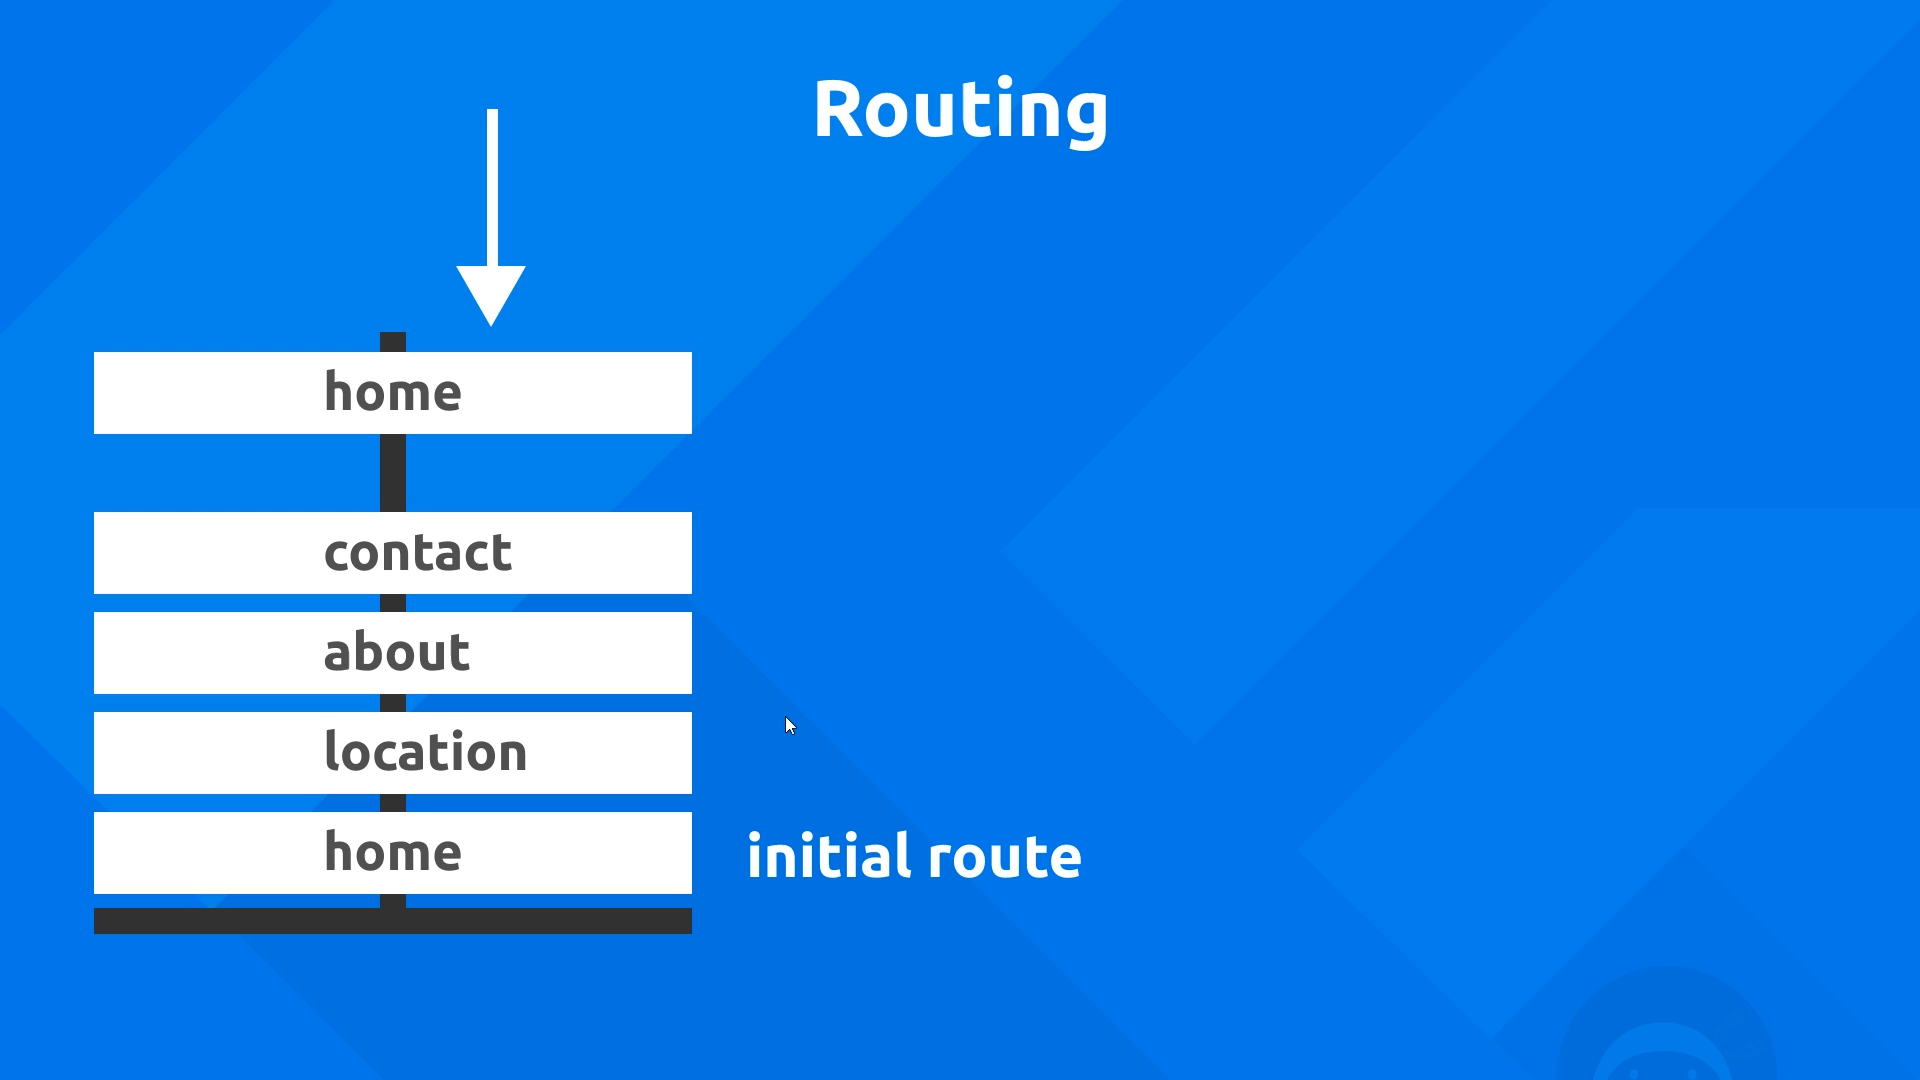 Routing
home
contact
about
location
home
initial route